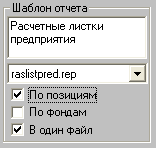 Шаблон отчета
Расчетные листки
предприятия
raslistpred.rep
По позициям
По фондам
В один файл